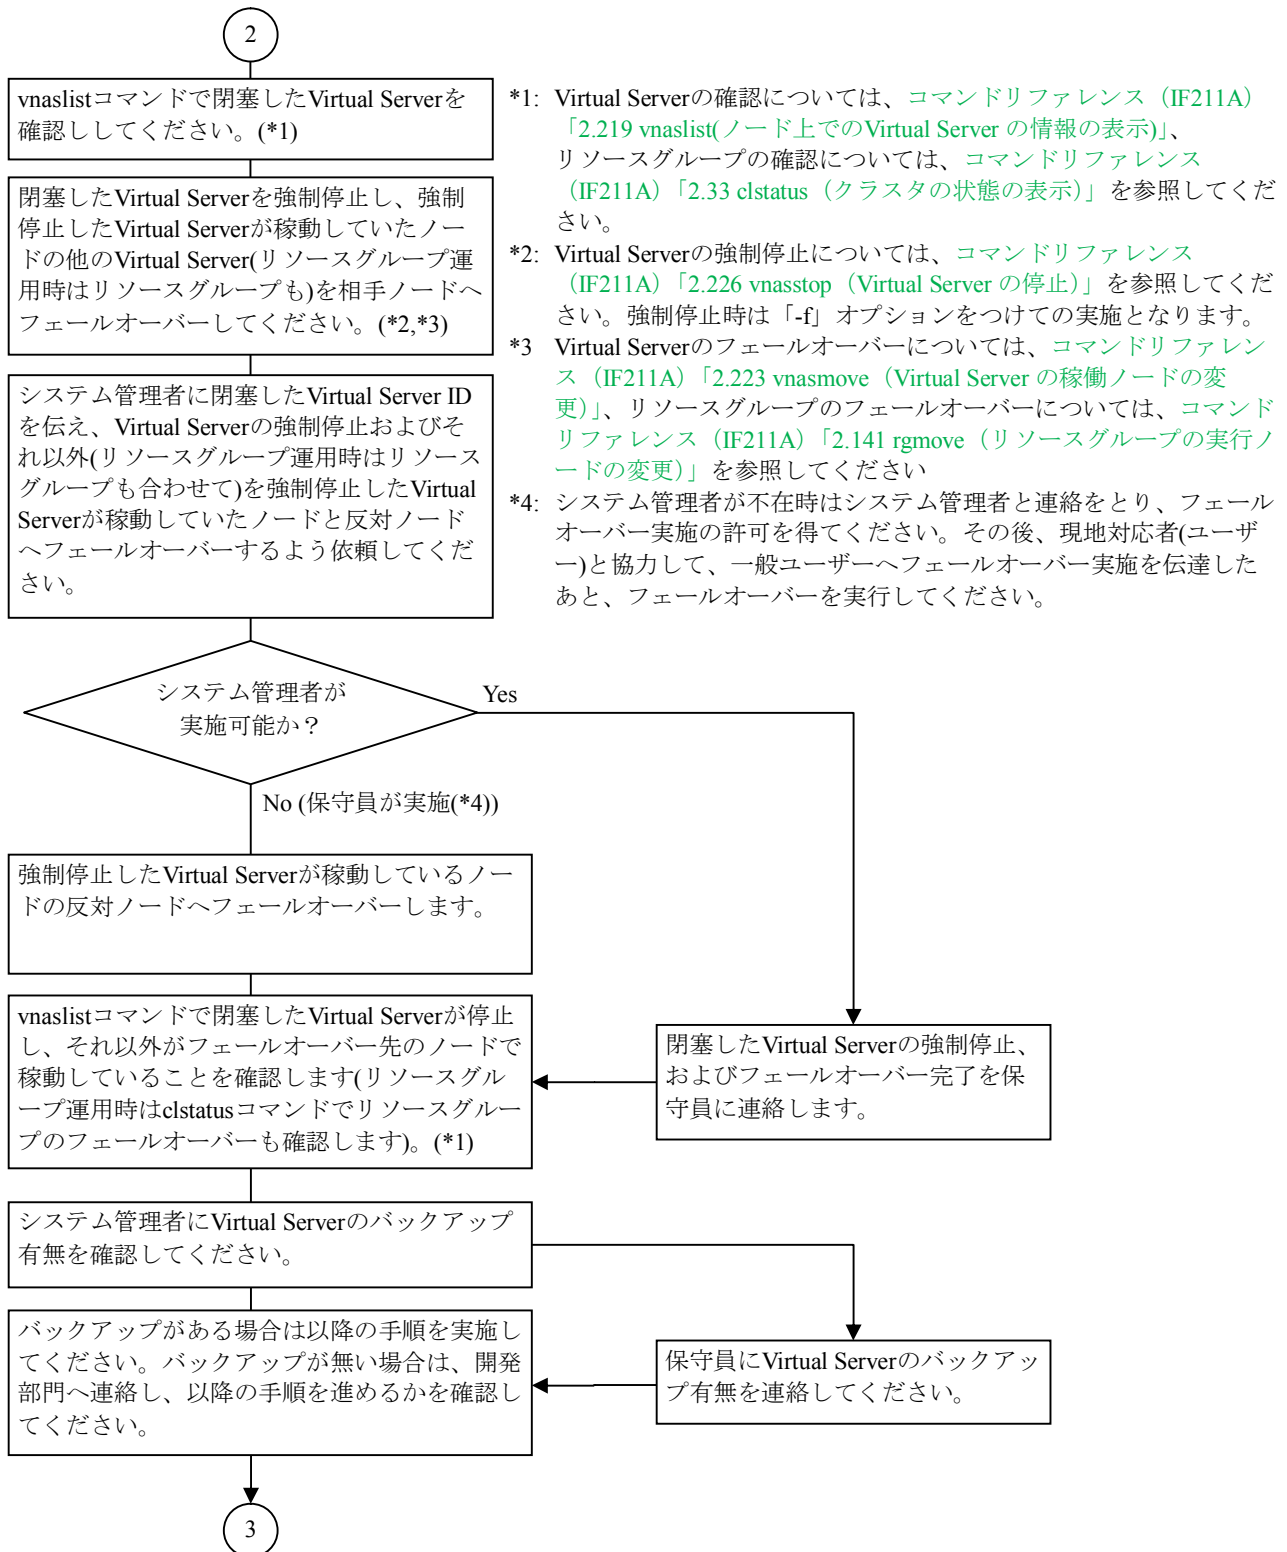 2
vnaslistコマンドで閉塞したVirtual Serverを
確認ししてください。(*1)
閉塞したVirtual Serverを強制停止し、強制
停止したVirtual Serverが稼動していたノー
ドの他のVirtual Server(リソースグループ運
用時はリソースグループも)を相手ノードへ
フェールオーバーしてください。(*2,*3)
システム管理者に閉塞したVirtual Server ID
を伝え、Virtual Serverの強制停止およびそ
れ以外(リソースグループ運用時はリソース
グループも合わせて)を強制停止したVirtual
Serverが稼動していたノードと反対ノード
へフェールオーバーするよう依頼してくだ
さい。
*1: Virtual Serverの確認については、コマンドリファレンス（IF211A）
「2.219 vnaslist(ノード上でのVirtual Server の情報の表示)」、
リソースグループの確認については、コマンドリファレンス
（IF211A）「2.33 clstatus（クラスタの状態の表示）」を参照してくだ
さい。
*2: Virtual Serverの強制停止については、コマンドリファレンス
（IF211A）「2.226 vnasstop（Virtual Server の停止）」を参照してくだ
さい。強制停止時は「-f」オプションをつけての実施となります。
*3 Virtual Serverのフェールオーバーについては、コマンドリファレン
ス（IF211A）「2.223 vnasmove（Virtual Server の稼働ノードの変
更）」、リソースグループのフェールオーバーについては、コマンド
リファレンス（IF211A）「2.141 rgmove（リソースグループの実行ノ
ードの変更）」を参照してください
*4: システム管理者が不在時はシステム管理者と連絡をとり、フェール
オーバー実施の許可を得てください。その後、現地対応者(ユーザ
ー)と協力して、一般ユーザーへフェールオーバー実施を伝達した
あと、フェールオーバーを実行してください。
システム管理者が
実施可能か？
Yes
No (保守員が実施(*4))
強制停止したVirtual Serverが稼動しているノー
ドの反対ノードへフェールオーバーします。
vnaslistコマンドで閉塞したVirtual Serverが停止
し、それ以外がフェールオーバー先のノードで
稼動していることを確認します(リソースグル
ープ運用時はclstatusコマンドでリソースグルー
プのフェールオーバーも確認します)。(*1)
閉塞したVirtual Serverの強制停止、
およびフェールオーバー完了を保
守員に連絡します。
システム管理者にVirtual Serverのバックアップ
有無を確認してください。
バックアップがある場合は以降の手順を実施し
てください。バックアップが無い場合は、開発
部門へ連絡し、以降の手順を進めるかを確認し
てください。
保守員にVirtual Serverのバックアッ
プ有無を連絡してください。
3